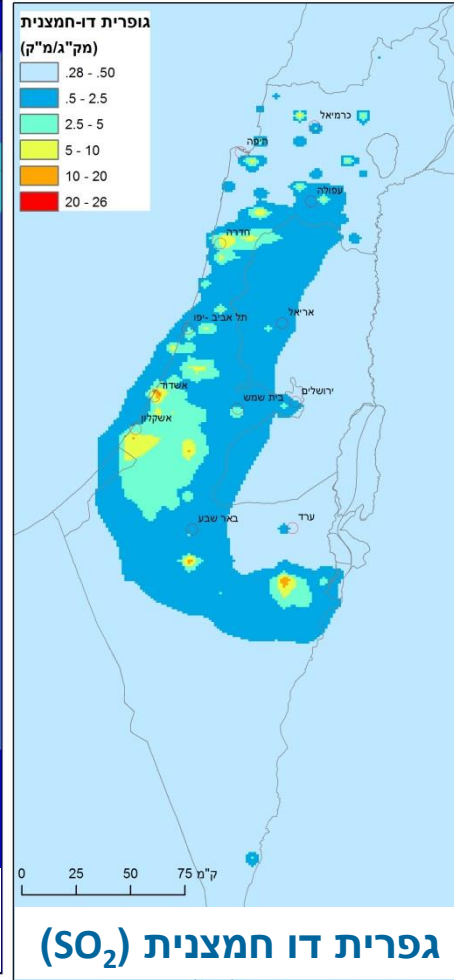 גופרית דו-חמצנית
(מק"ג/מ"ק)
.28 - .50
.5 - 2.5
2.5 - 5
5 - 10
10 - 20
20 - 26
כרמיאל
חיפה
עפולה
חדרה
אריאל
תל אביב -יפו
ירושלים
בית שמש
אשדוד
אשקלון
ערד
באר שבע
0 25 50 75 ק"מ
גפרית דו חמצנית (SO₂)